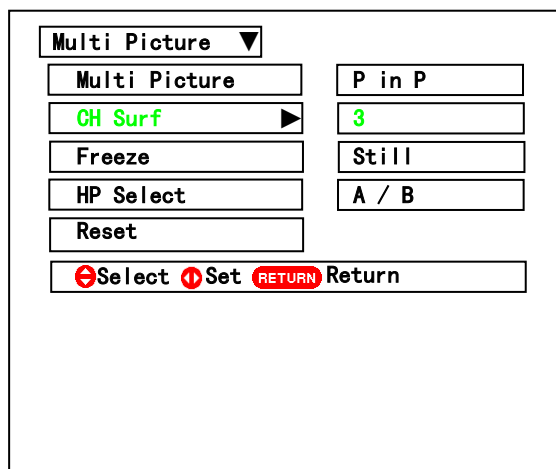 Multi Picture ▼
Multi Picture P in P
CH Surf ▶ 3
Freeze Still
HP Select A / B
Reset
Select Set RETURN Return